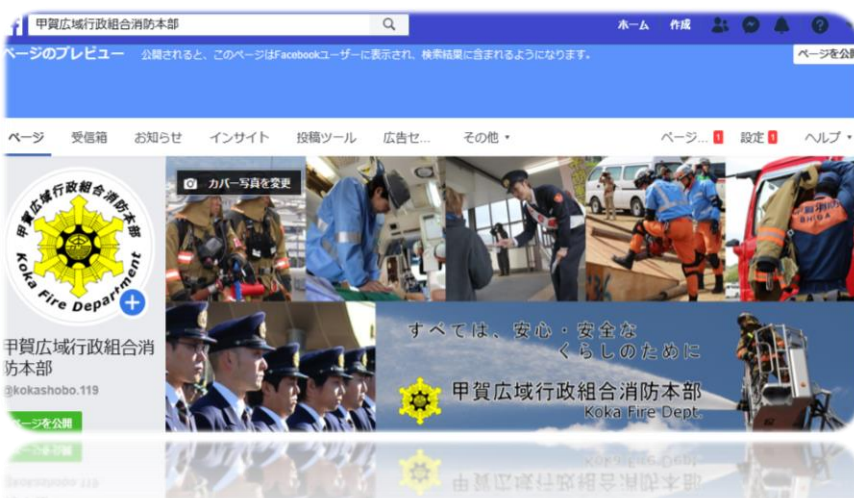 甲賀広域行政組合消防本部
ホーム 作成
ページのプレビュー 公開されると、このページはFacebookユーザーに表示され、検索結果に含まれるようになります。
ページを公開
ページ 受信箱 お知らせ インサイト 投稿ツール 広告セ... その他 ページ... 1 設定 1 ヘルプ
カバー写真を変更
甲賀広域行政組合消防本部
Koka Fire Department
甲賀消防
SHIGA
甲賀広域行政組合消
防本部
@kokashobo.119
ページを公開
すべては、安心・安全な
くらしのために
甲賀広域行政組合消防本部
Koka Fire Dept.